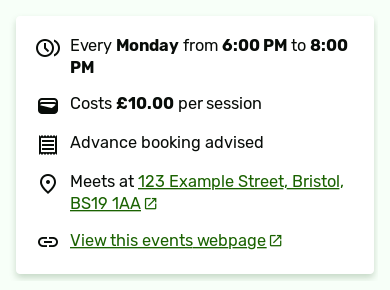 Every Monday from 6:00 PM to 8:00
PM
Costs £10.00 per session
Advance booking advised
Meets at 123 Example Street, Bristol,
BS19 1AA
View this events webpage